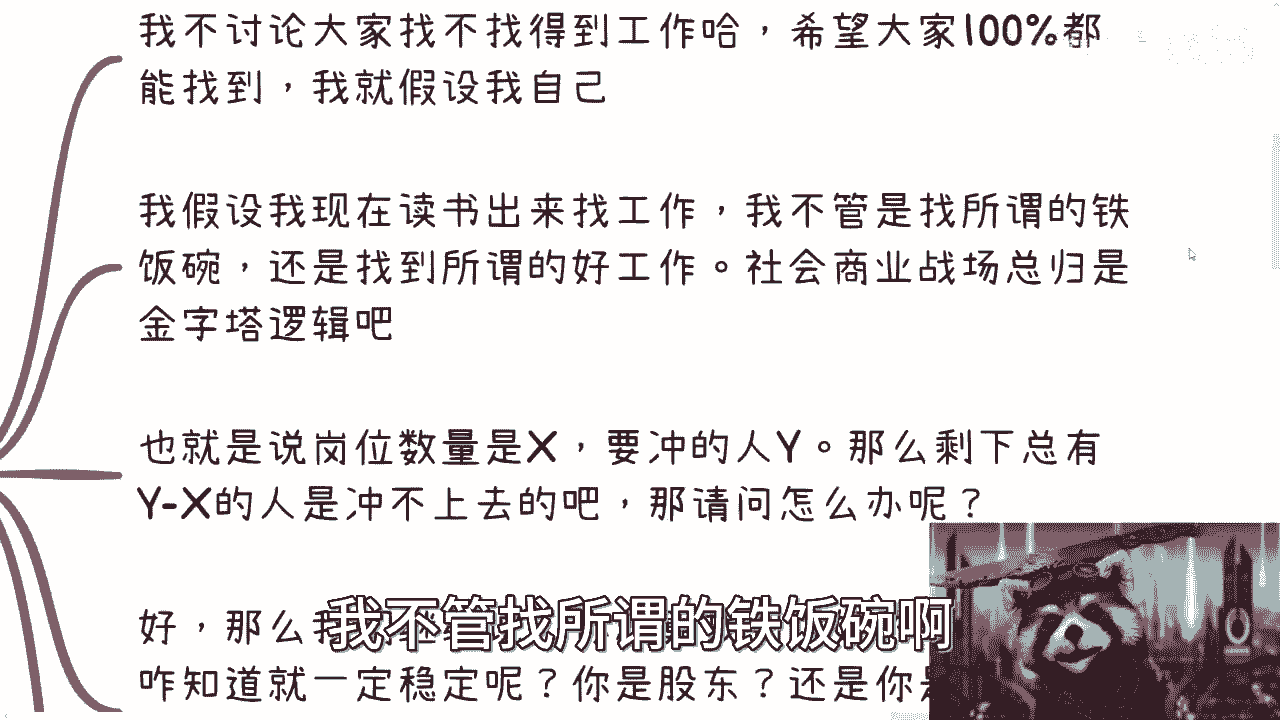 我不讨论大家找不找得到工作哈，希望大家100%都
能找到，我就假设我自己
我假设我现在读书出来找工作，我不管是找所谓的铁
饭碗，还是找到所谓的好工作。社会商业战场总归是
金字塔逻辑吧
也就是说岗位数量是X，要冲的人Y。那么剩下总有
Y-X的人是冲不上去的吧，那请问怎么办呢？
好，那么我
咋知道就一定稳定呢？你是股东？还是你是
我不管找所谓的铁饭碗啊